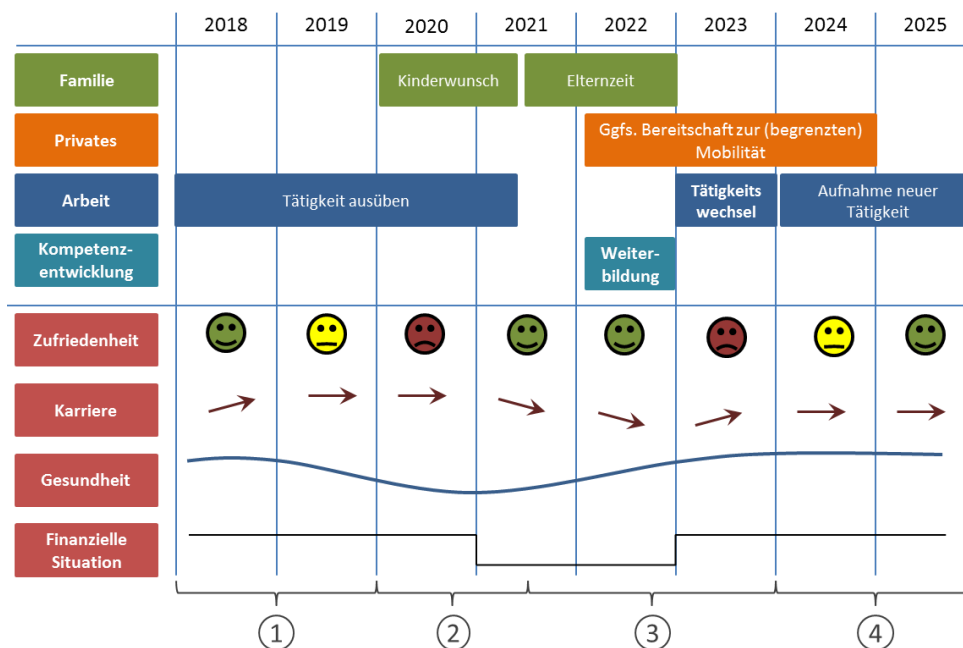 2018 2019 2020 2021 2022 2023 2024 2025
Familie
Kinderwunsch
Elternzeit
Privates
Ggfs. Bereitschaft zur (begrenzten)
Mobilität
Arbeit
Tätigkeit ausüben
Tätigkeits
wechsel
Aufnahme neuer
Tätigkeit
Kompetenz-
entwicklung
Weiter-
bildung
Zufriedenheit
Karriere
Gesundheit
Finanzielle
Situation
1 2 3 4